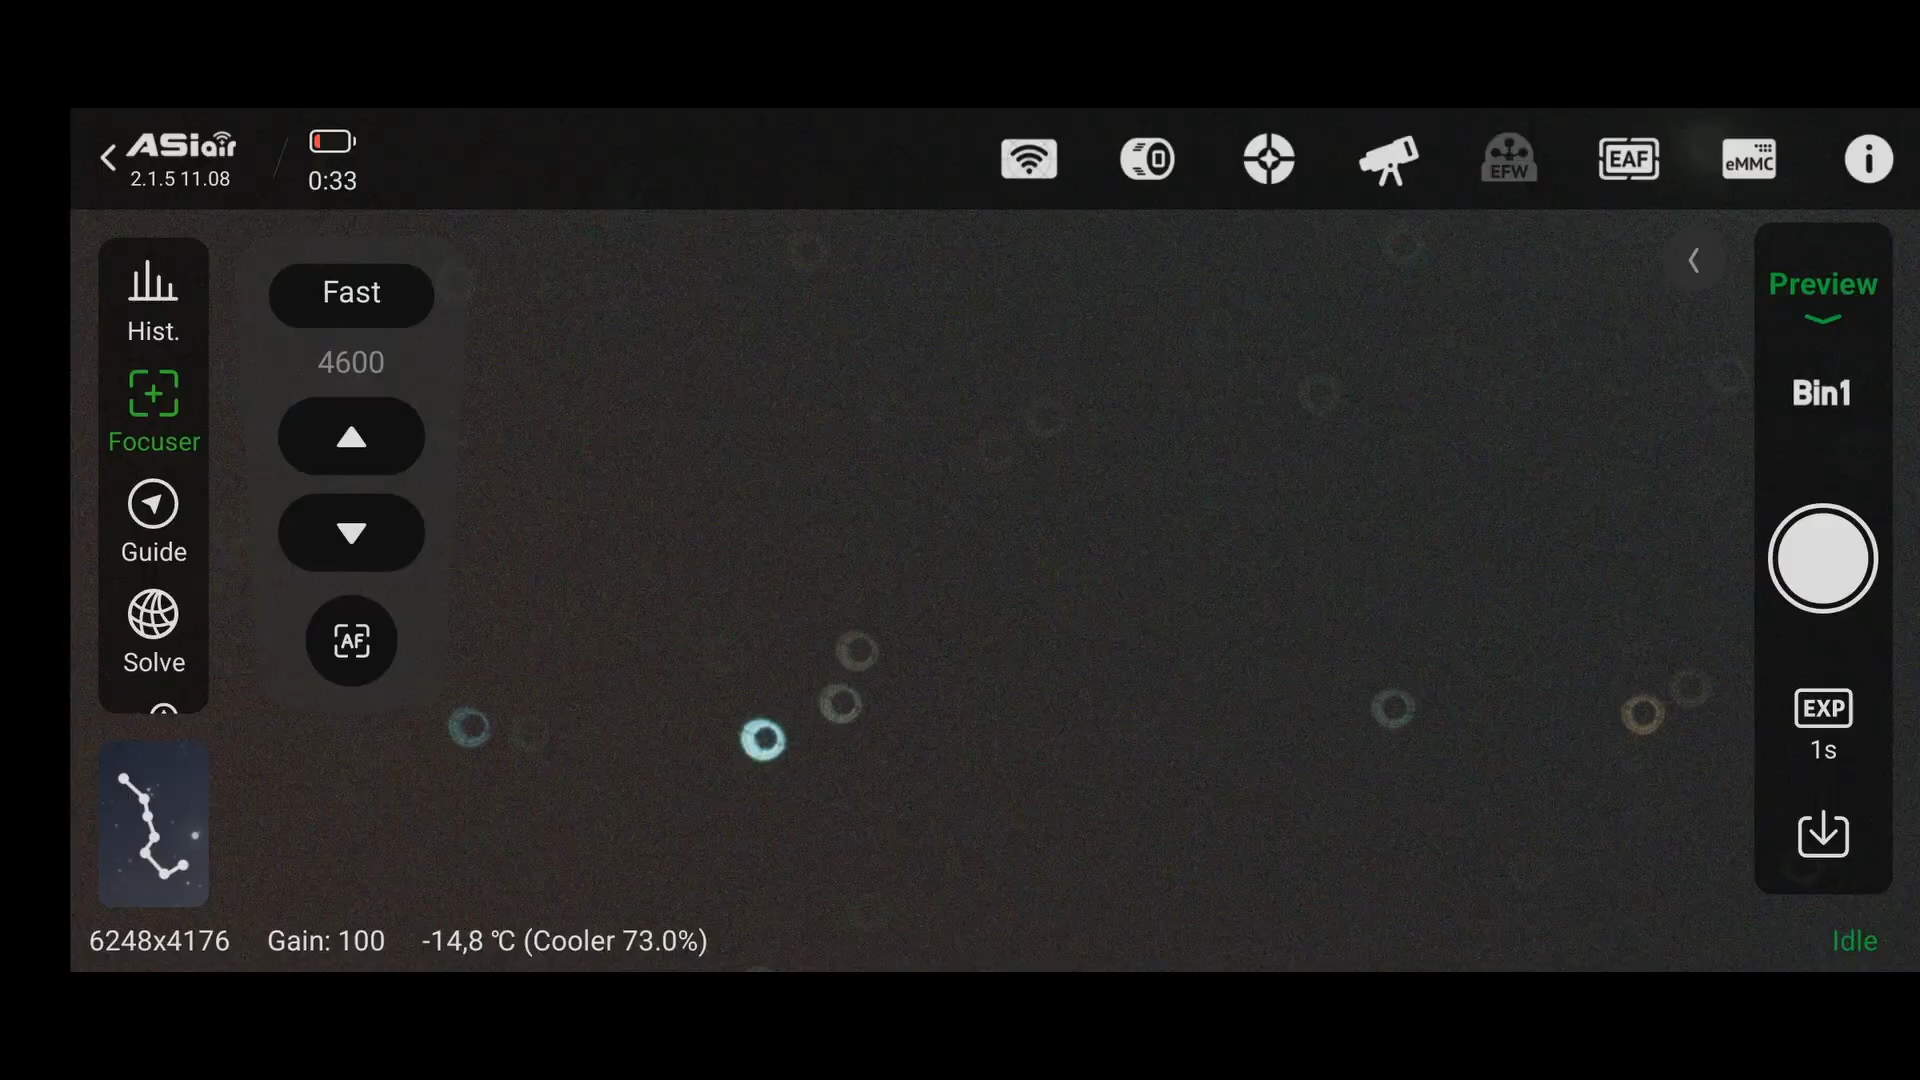 ASiair
2.1.5 11.08
0:33
EFW
EAF
eMMC
Hist.
Focuser
Guide
Solve
Fast
4600
AF
Preview
Bin1
EXP
1s
6248x4176 Gain: 100 -14,8 ℃ (Cooler 73.0%)
Idle